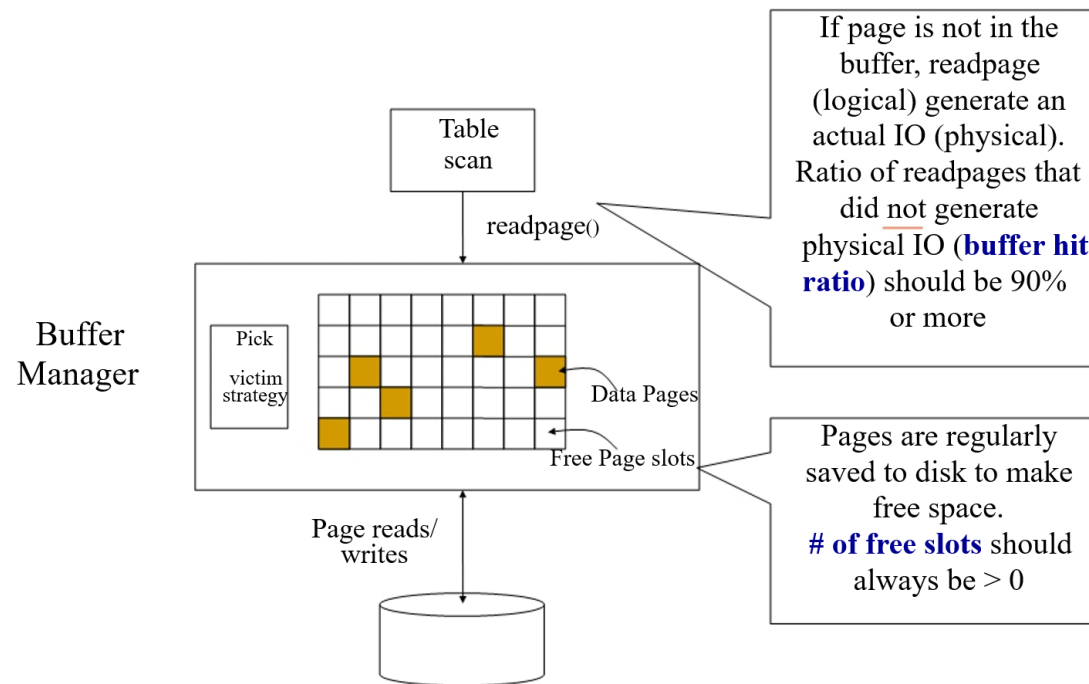 Table
scan
readpage()
Buffer
Manager
Pick
victim
strategy
Data Pages
Free Page slots
Page reads/
writes
If page is not in the
buffer, readpage
(logical) generate an
actual IO (physical).
Ratio of readpages that
did not generate
physical IO (buffer hit
ratio) should be 90%
or more
Pages are regularly
saved to disk to make
free space.
# of free slots should
always be > 0